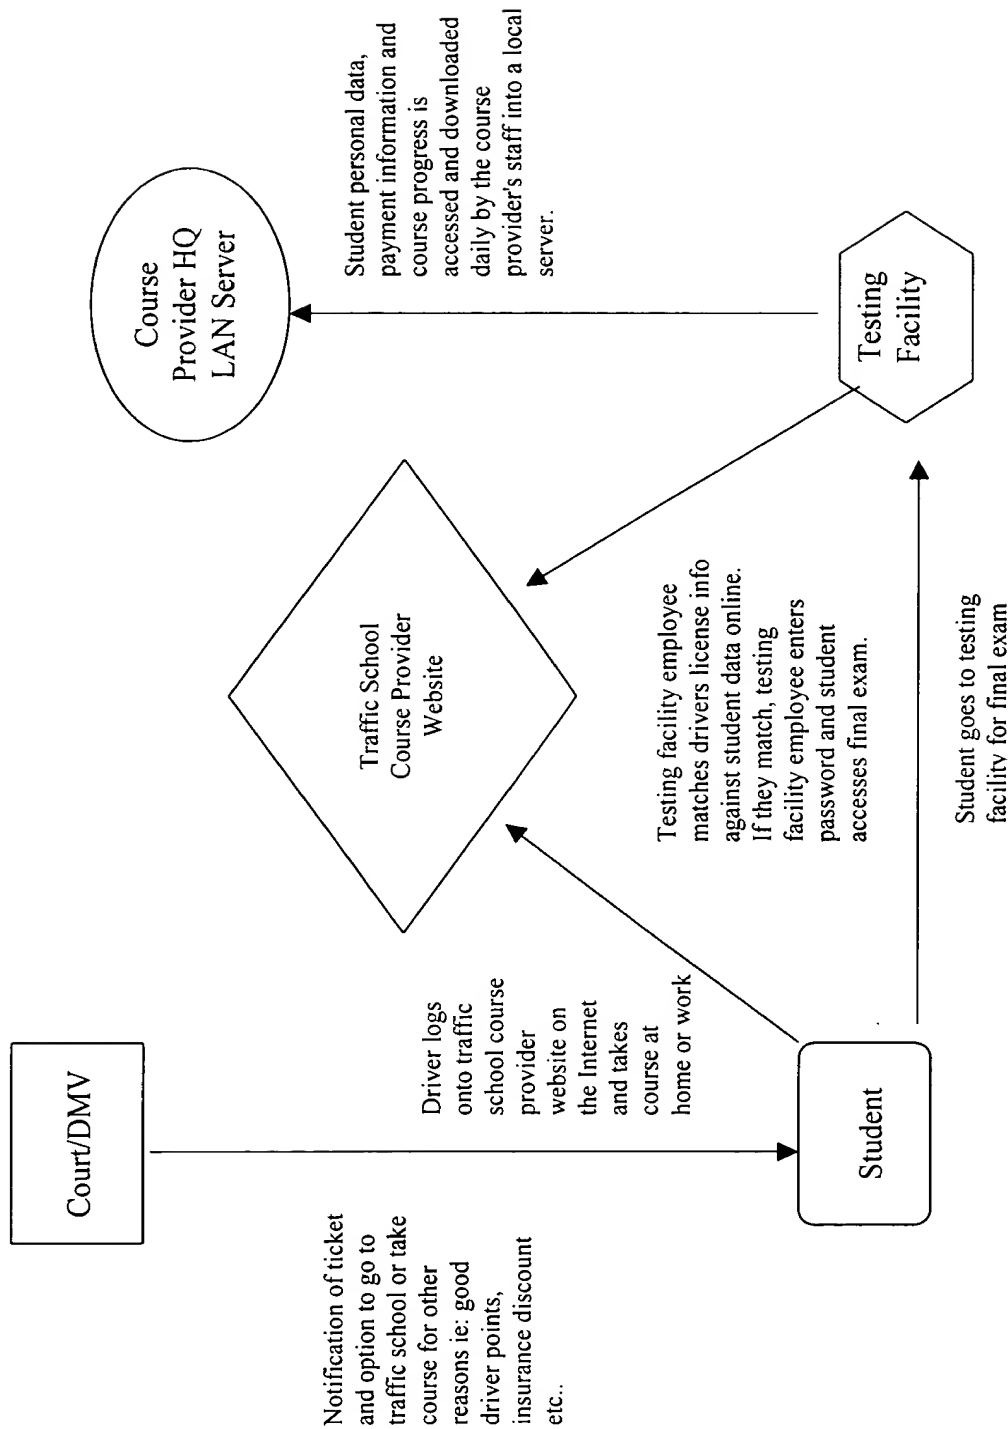 Court/DMV
Notification of ticket
and option to go to
traffic school or take
course for other
reasons ie: good
driver points,
insurance discount
etc..
Student
Driver logs
onto traffic
school course
provider
website on
the Internet
and takes
course at
home or work
Traffic School
Course Provider
Website
Testing facility employee
matches drivers license info
against student data online.
If they match, testing
facility employee enters
password and student
accesses final exam.
Student goes to testing
facility for final exam
Course
Provider HQ
LAN Server
Student personal data,
payment information and
course progress is
accessed and downloaded
daily by the course
provider's staff into a local
server.
Testing
Facility